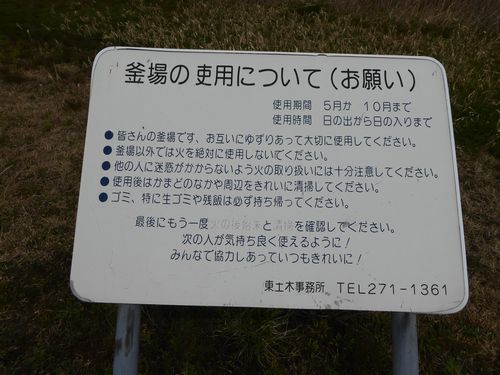 釜場の使用について(お願い)
使用期間 5月か 10月まで
使用時間 日の出から日の入りまで
●皆さんの釜場です、お互いにゆずりあって大切に使用してください。
●釜場以外では火を絶対に使用しないでください。
●他の人に迷惑がかからないよう火の取り扱いには十分注意してください。
●使用後はかまどのなかや周辺をきれいに清掃してください。
●ゴミ、特に生ゴミや残飯は必ず持ち帰ってください。
最後にもう一度火の後始末と清掃を確認してください。
次の人が気持ち良く使えるように!
みんなで協力しあっていつもきれいに!
東土木事務所 TEL271-1361